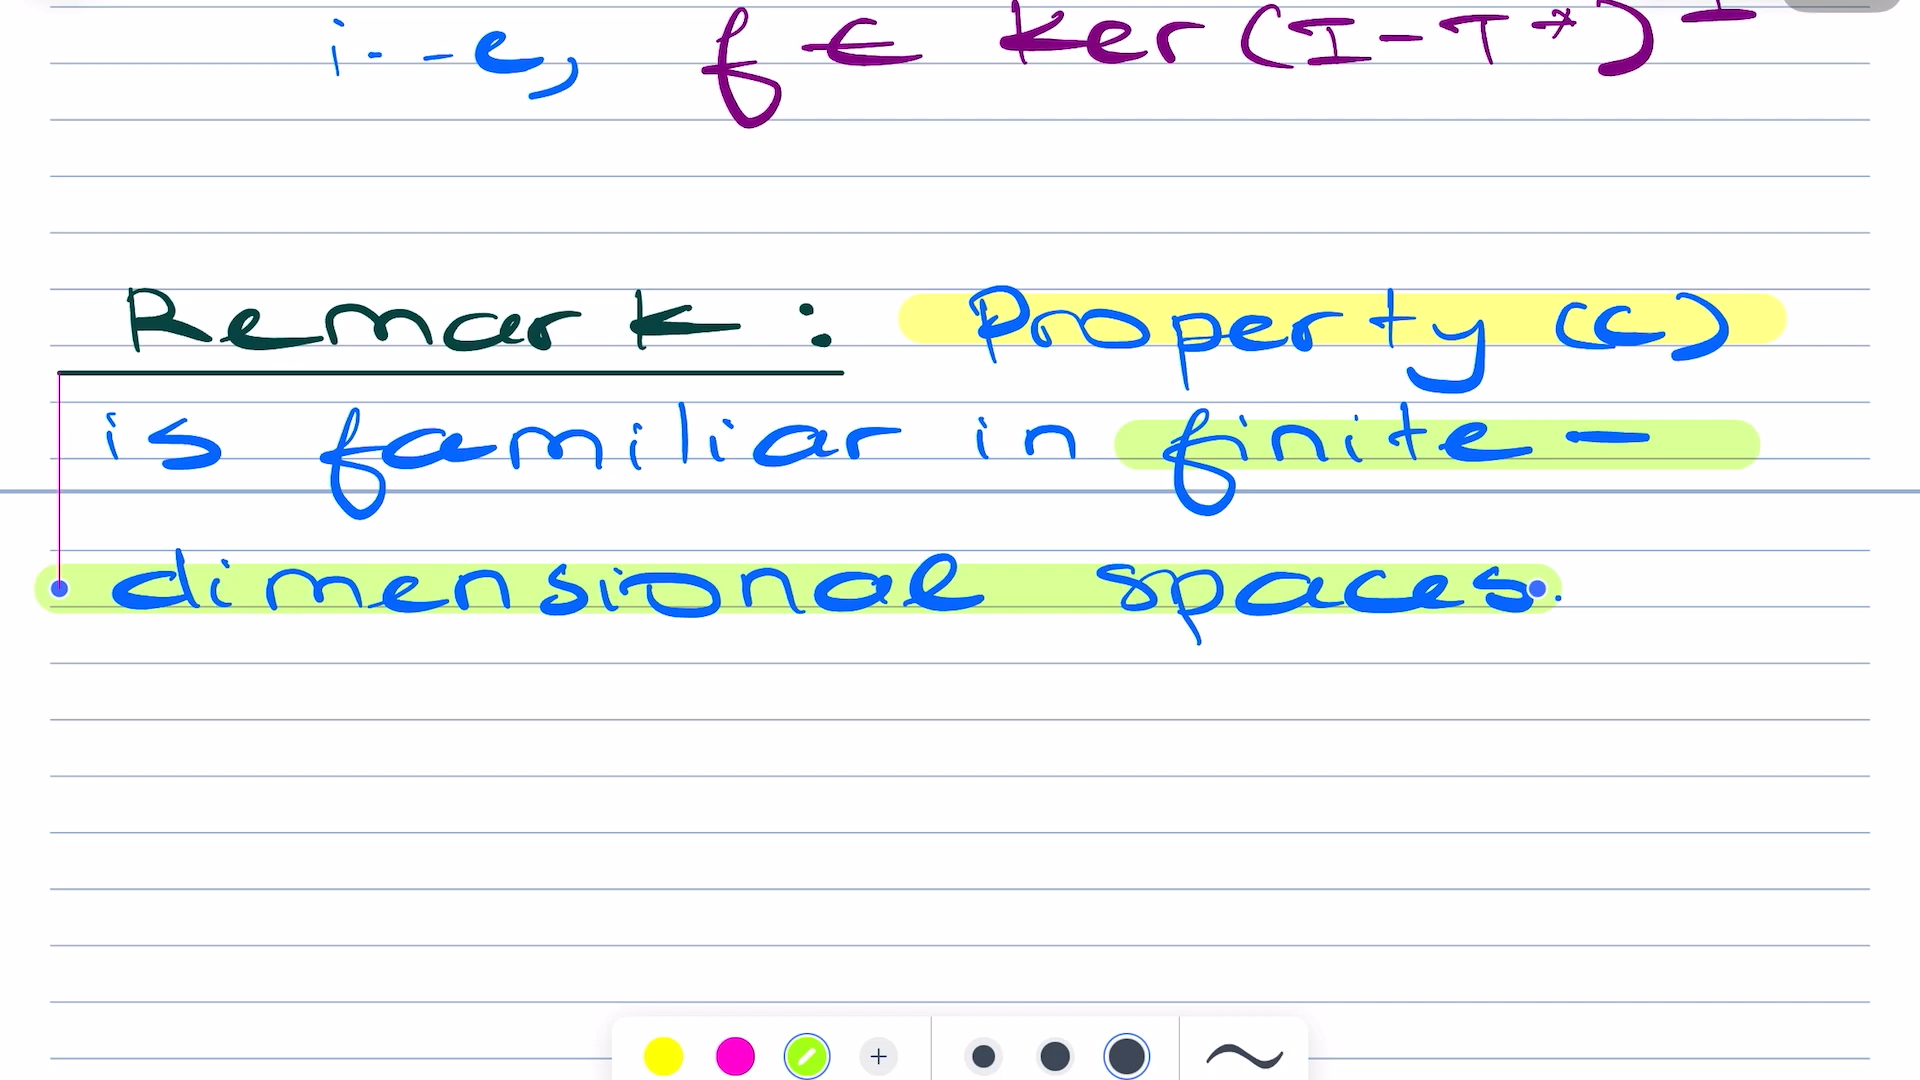 i.-e, f ∈ ker(I-T*)⊥
Remark : Property (c)
is familiar in finite-
dimensional spaces.